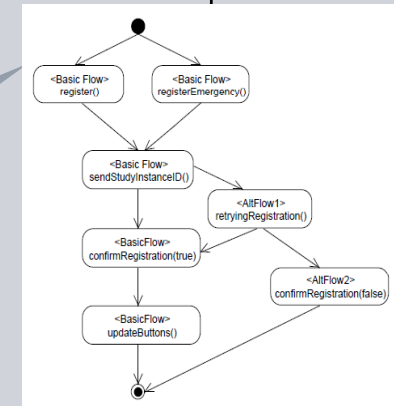 <Basic Flow>
register()
<Basic Flow>
registerEmergency()
<Basic Flow>
sendStudyInstanceID()
<AltFlow1>
retryingRegistration()
<BasicFlow>
confirmRegistration(true)
<AltFlow2>
confirmRegistration(false)
<BasicFlow>
updateButtons()